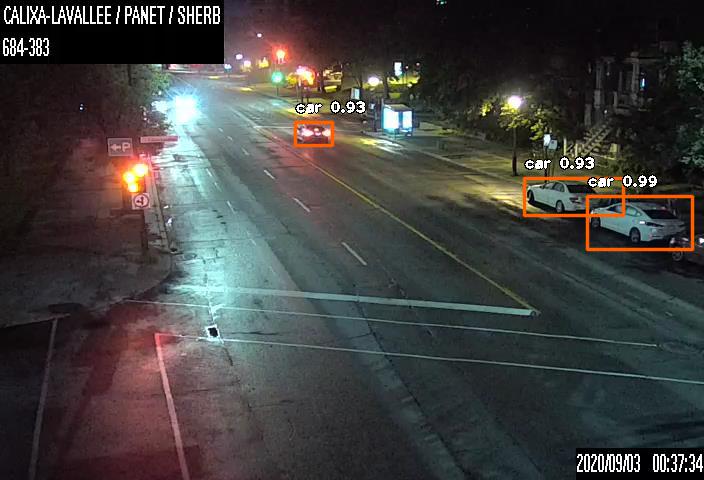 CALIXA-LAVALLEE / PANET / SHERB
684-383
car 0.93
car 0.93
car 0.99
←P
2020/09/03 00:37:34